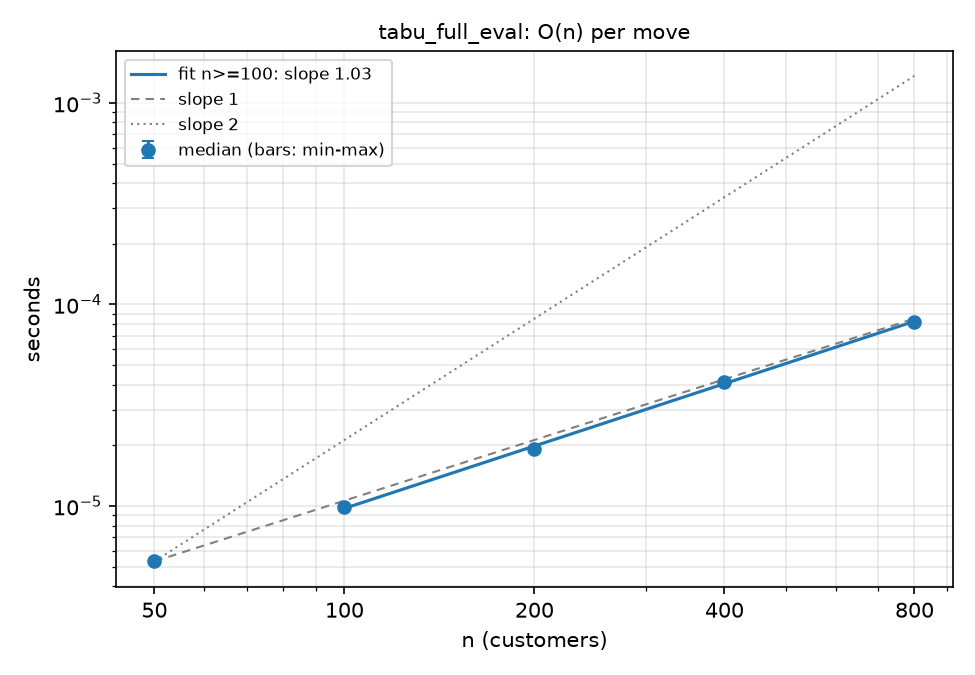 tabu_full_eval: O(n) per move
fit n>=100: slope 1.03
slope 1
slope 2
median (bars: min-max)
10⁻³
10⁻⁴
10⁻⁵
seconds
50 100 200 400 800
n (customers)